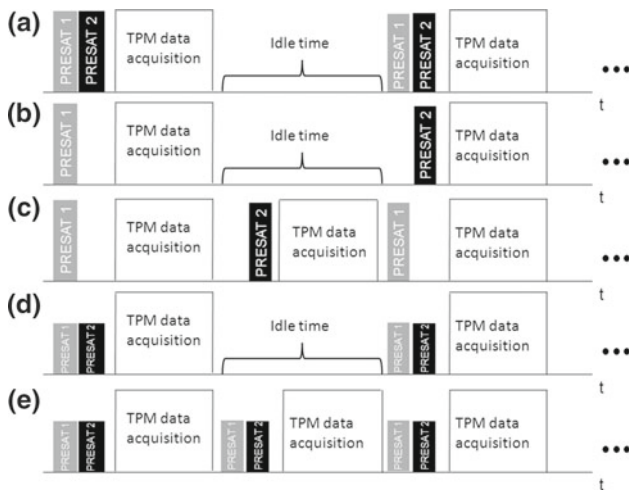 (a)
PRESAT 1
PRESAT 2
TPM data
acquisition
Idle time
PRESAT 1
PRESAT 2
TPM data
acquisition
•••
t
(b)
PRESAT 1
TPM data
acquisition
Idle time
PRESAT 2
TPM data
acquisition
•••
t
(c)
PRESAT 1
TPM data
acquisition
PRESAT 2
TPM data
acquisition
PRESAT 1
TPM data
acquisition
•••
t
(d)
PRESAT 1
PRESAT 2
TPM data
acquisition
Idle time
PRESAT 1
PRESAT 2
TPM data
acquisition
•••
t
(e)
PRESAT 1
PRESAT 2
TPM data
acquisition
PRESAT 1
PRESAT 2
TPM data
acquisition
PRESAT 1
PRESAT 2
TPM data
acquisition
•••
t